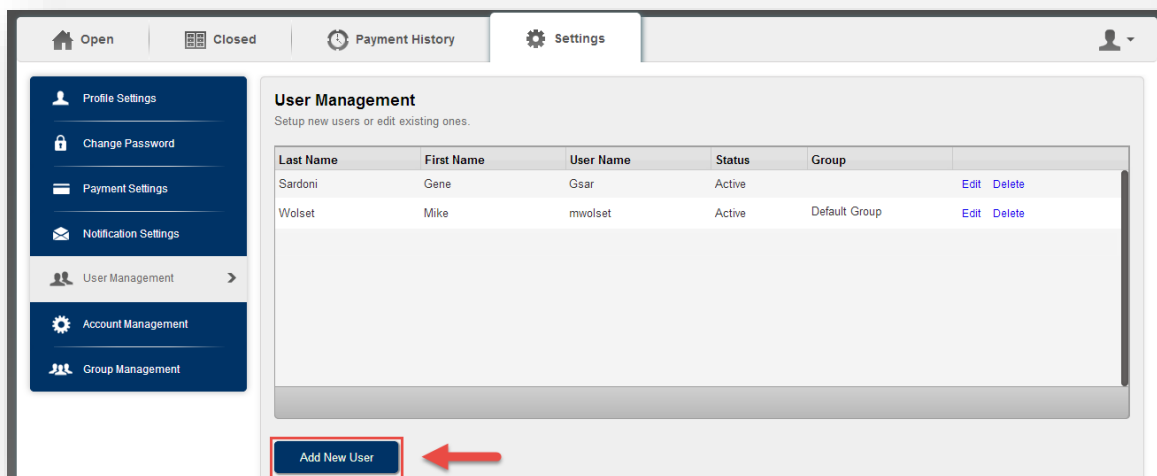 Open Closed Payment History Settings
Profile Settings
Change Password
Payment Settings
Notification Settings
User Management
Account Management
Group Management
User Management
Setup new users or edit existing ones.
Last Name First Name User Name Status Group
Sardoni Gene Gsar Active Edit Delete
Wolset Mike mwolset Active Default Group Edit Delete
Add New User